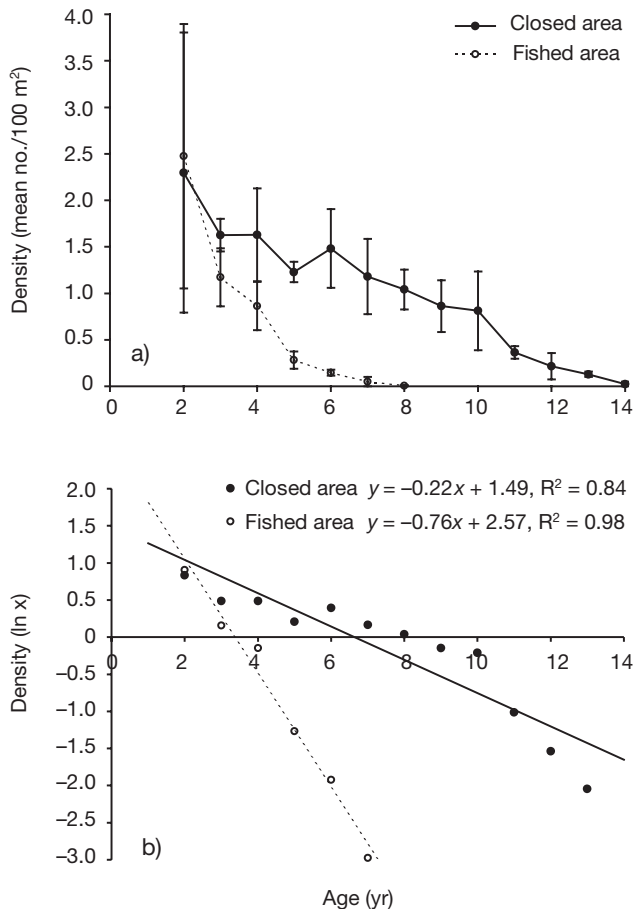 4.0
Closed area
3.5
Fished area
3.0
2.5
2.0
1.5
1.0
0.5
0
Density (mean no./100 m²)
a)
0 2 4 6 8 10 12 14
2.0
Closed area y = –0.22x + 1.49, R² = 0.84
1.5
Fished area y = –0.76x + 2.57, R² = 0.98
1.0
0.5
0
0 2 4 6 8 10 12 14
–0.5
–1.0
–1.5
–2.0
–2.5
–3.0
Density (ln x)
b)
Age (yr)